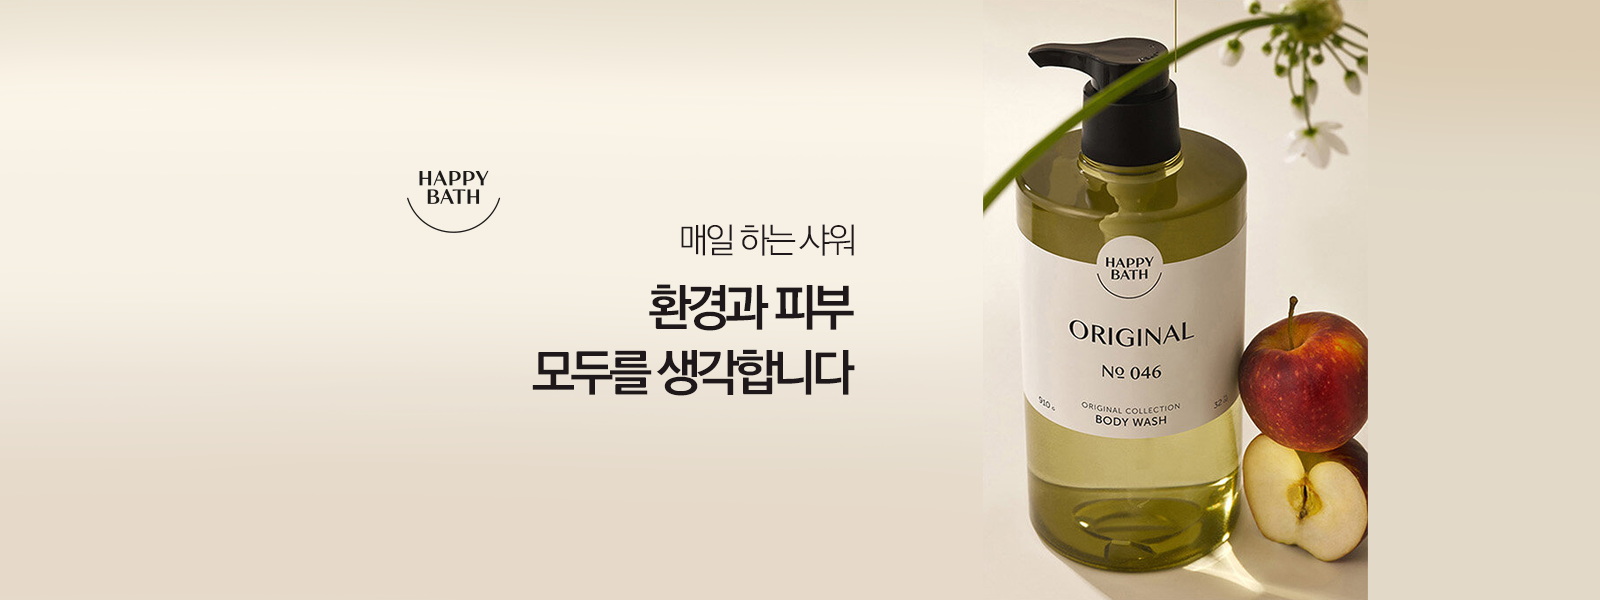 HAPPY
BATH
매일 하는 샤워
환경과 피부
모두를 생각합니다
HAPPY
BATH
ORIGINAL
№ 046
910 g
ORIGINAL COLLECTION
BODY WASH